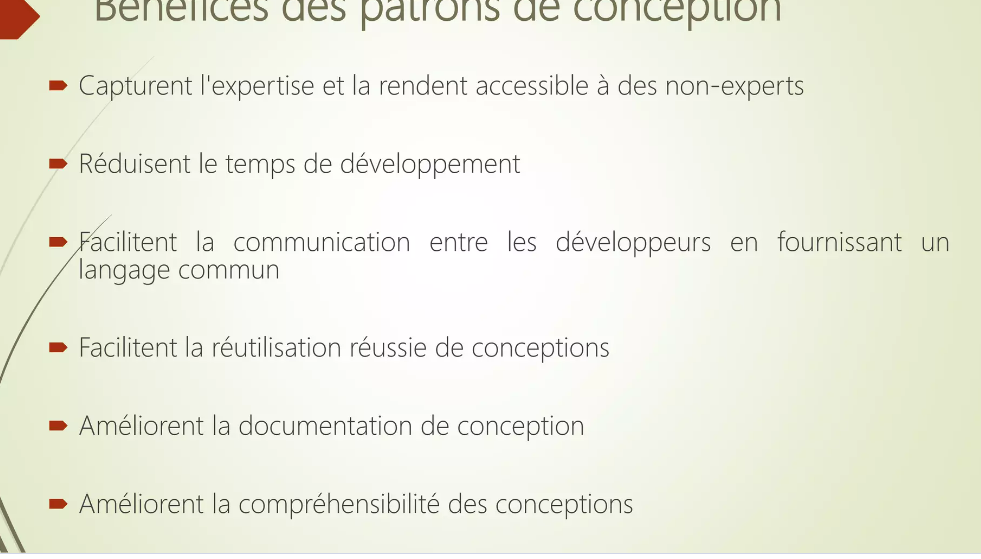 Bénéfices des patrons de conception
Capturent l'expertise et la rendent accessible à des non-experts
Réduisent le temps de développement
Facilitent la communication entre les développeurs en fournissant un
langage commun
Facilitent la réutilisation réussie de conceptions
Améliorent la documentation de conception
Améliorent la compréhensibilité des conceptions